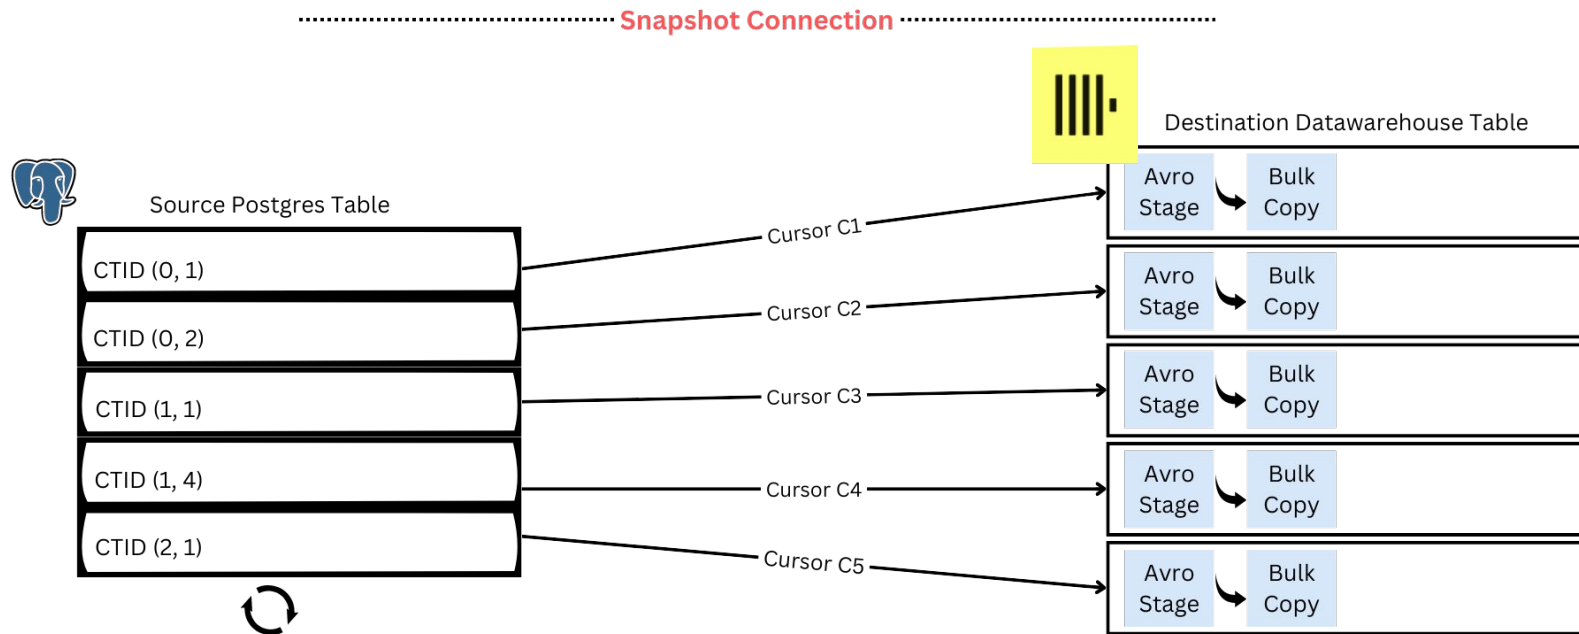 Snapshot Connection
Destination Datawarehouse Table
Source Postgres Table
CTID (0, 1)
CTID (0, 2)
CTID (1, 1)
CTID (1, 4)
CTID (2, 1)
Cursor C1
Cursor C2
Cursor C3
Cursor C4
Cursor C5
Avro
Stage
Bulk
Copy
Avro
Stage
Bulk
Copy
Avro
Stage
Bulk
Copy
Avro
Stage
Bulk
Copy
Avro
Stage
Bulk
Copy